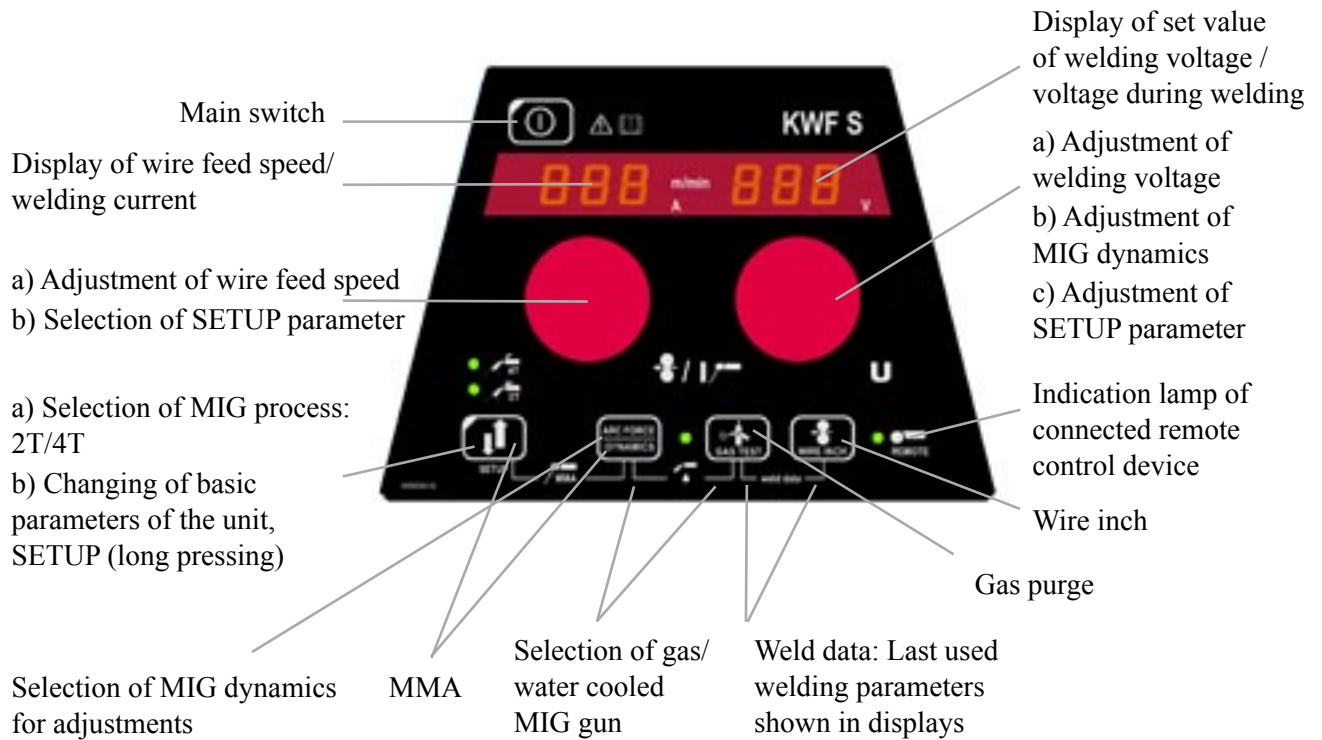 Display of set value
of welding voltage /
voltage during welding
Main switch
KWF S
Display of wire feed speed/
welding current
888 m/min 888
A V
a) Adjustment of
welding voltage
b) Adjustment of
MIG dynamics
c) Adjustment of
SETUP parameter
a) Adjustment of wire feed speed
b) Selection of SETUP parameter
4T
2T
U
a) Selection of MIG process:
2T/4T
b) Changing of basic
parameters of the unit,
SETUP (long pressing)
ARC FORCE
DYNAMICS
GAS TEST
WIRE INCH
REMOTE
SETUP
MMA
weld data
Indication lamp of
connected remote
control device
Wire inch
Gas purge
Selection of MIG dynamics
for adjustments
MMA
Selection of gas/
water cooled
MIG gun
Weld data: Last used
welding parameters
shown in displays